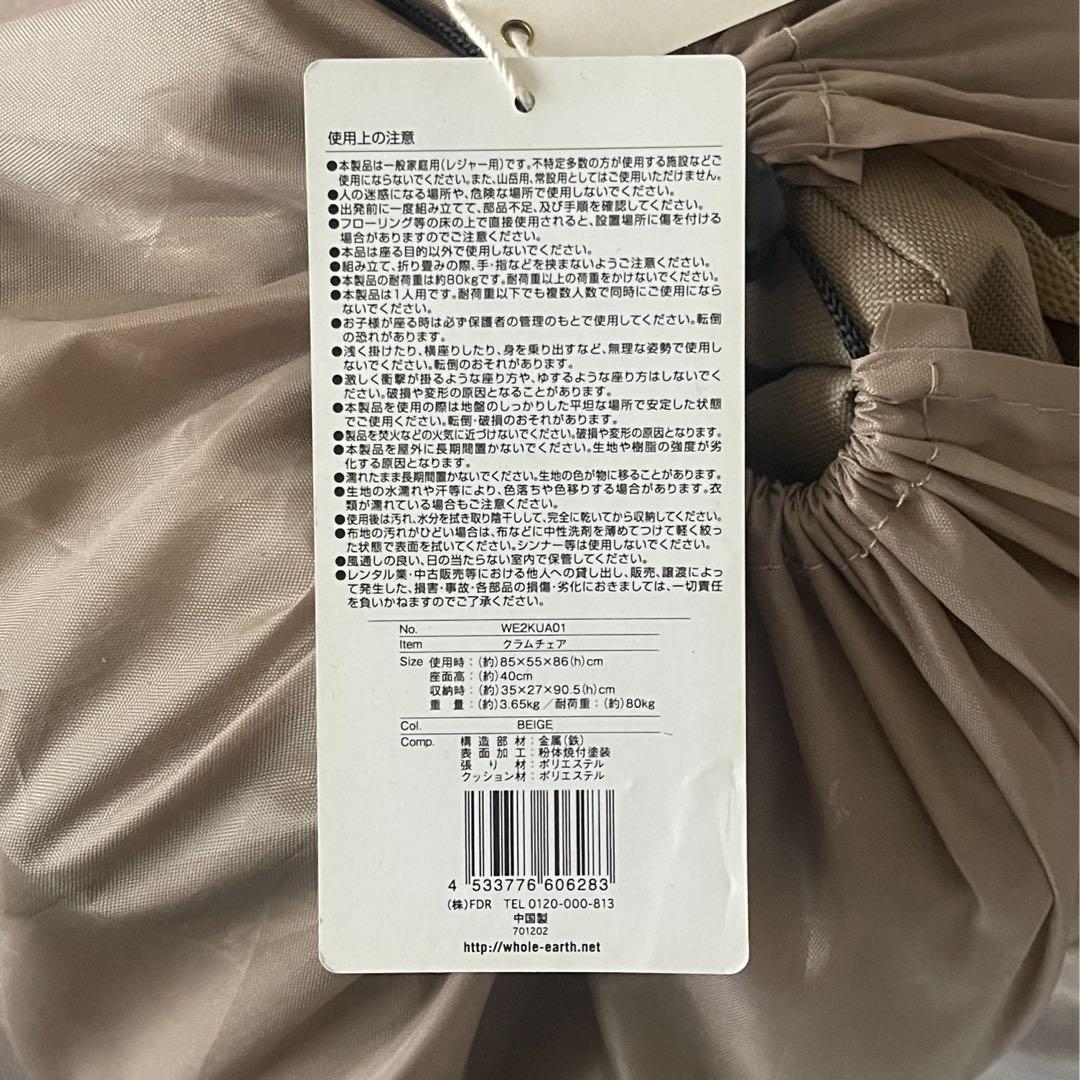 使用上の注意
●本製品は一般家庭用(レジャー用)です。不特定多数の方が使用する施設などご
使用にならないでください。また、山岳用、常設用としてはご使用いただけません。
●人の迷惑になる場所や、危険な場所で使用しないでください。
●出発前に一度組み立てて、部品不足、及び手順を確認してください。
●フローリング等の床の上で直接使用されると、設置場所に傷を付ける
場合がありますのでご注意ください。
●本品は座る目的以外で使用しないでください。
●組み立て、折り畳みの際、手・指などを挟まないようご注意ください。
●本製品の耐荷重は約80kgです。耐荷重以上の荷重をかけないでください。
●本製品は1人用です。耐荷重以下でも複数人数で同時にご使用になら
ないでください。
●お子様が座る時は必ず保護者の管理のもとで使用してください。転倒
の恐れがあります。
●浅く掛けたり、横座りしたり、身を乗り出すなど、無理な姿勢で使用し
ないでください。転倒のおそれがあります。
●激しく衝撃が掛るような座り方や、ゆするような座り方はしないでく
ださい。破損や変形の原因となることがあります。
●本製品を使用の際は地盤のしっかりした平坦な場所で安定した状態
でご使用ください。転倒・破損のおそれがあります。
●製品を焚火などの火気に近づけないでください。破損や変形の原因となります。
●本製品を屋外に長期間置かないでください。生地や樹脂の強度が劣
化する原因となります。
●濡れたまま長期間置かないでください。生地の色が物に移ることがあります。
●生地の水濡れや汗等により、色落ちや色移りする場合があります。衣
類が濡れている場合もご注意ください。
●使用後は汚れ、水分を拭き取り陰干しして、完全に乾いてから収納してください。
●布地の汚れがひどい場合は、布などに中性洗剤を薄めてつけて軽く絞っ
た状態で表面を拭いてください。シンナー等は使用しないでください。
●風通しの良い、日の当たらない室内で保管してください。
●レンタル業・中古販売等における他人への貸し出し、販売、譲渡によっ
て発生した、損害・事故・各部品の損傷・劣化におきましては、一切責任
を負いかねますのでご了承ください。
No. WE2KUA01
Item クラムチェア
Size 使用時：(約)85×55×86(h)cm
座面高：(約)40cm
収納時：(約)35×27×90.5(h)cm
重量：(約)3.65kg／耐荷重：(約)80kg
Col. BEIGE
Comp. 構造部材：金属(鉄)
表面加工：粉体焼付塗装
張り材：ポリエステル
クッション材：ポリエステル
4 533776 606283
(株)FDR TEL 0120-000-813
中国製
701202
http://whole-earth.net